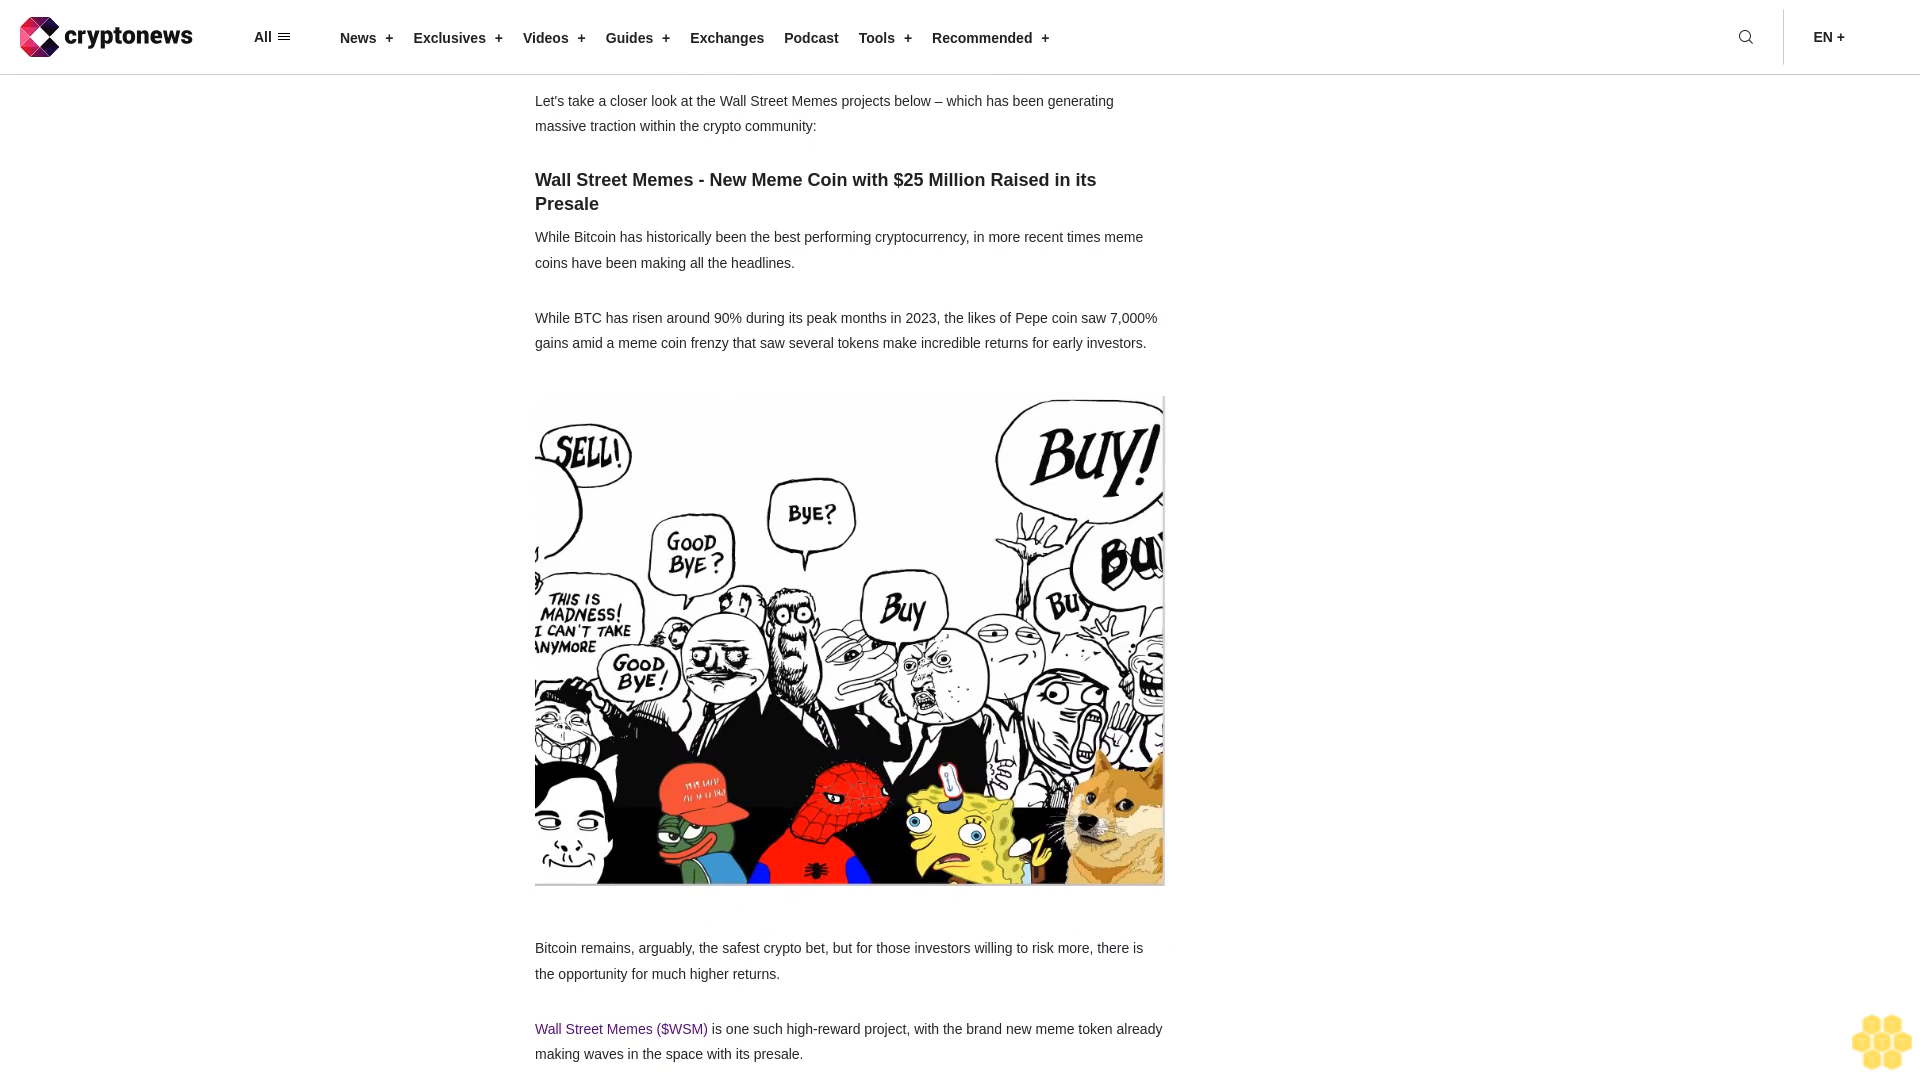 cryptonews
All
News +
Exclusives +
Videos +
Guides +
Exchanges
Podcast
Tools +
Recommended +
EN +
Let's take a closer look at the Wall Street Memes projects below – which has been generating
massive traction within the crypto community:
Wall Street Memes - New Meme Coin with $25 Million Raised in its
Presale
While Bitcoin has historically been the best performing cryptocurrency, in more recent times meme
coins have been making all the headlines.
While BTC has risen around 90% during its peak months in 2023, the likes of Pepe coin saw 7,000%
gains amid a meme coin frenzy that saw several tokens make incredible returns for early investors.
SELL!
BUY!
BYE?
GOOD
BYE?
BU
THIS IS
MADNESS!
I CAN'T TAKE
ANYMORE
BUY
BUY
GOOD
BYE!
Bitcoin remains, arguably, the safest crypto bet, but for those investors willing to risk more, there is
the opportunity for much higher returns.
Wall Street Memes ($WSM) is one such high-reward project, with the brand new meme token already
making waves in the space with its presale.